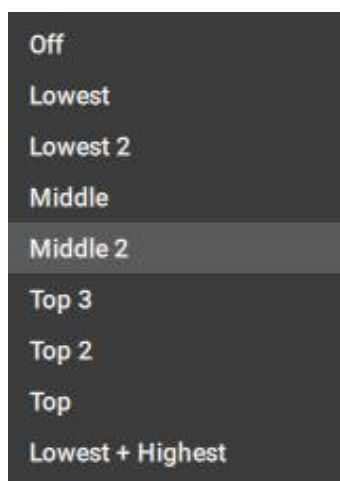 Off
Lowest
Lowest 2
Middle
Middle 2
Top 3
Top 2
Top
Lowest + Highest